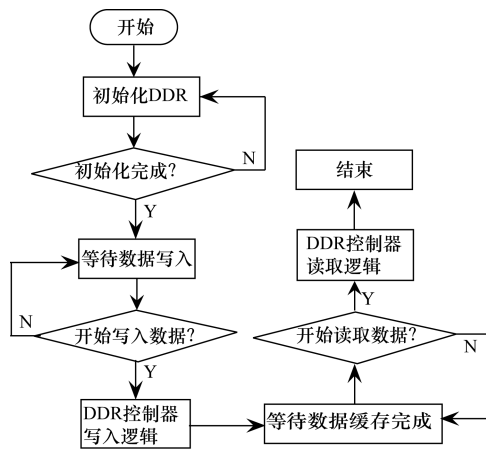 开始
初始化DDR
初始化完成?
N
Y
等待数据写入
开始写入数据?
N
Y
DDR控制器
写入逻辑
等待数据缓存完成
开始读取数据?
N
Y
DDR控制器
读取逻辑
结束